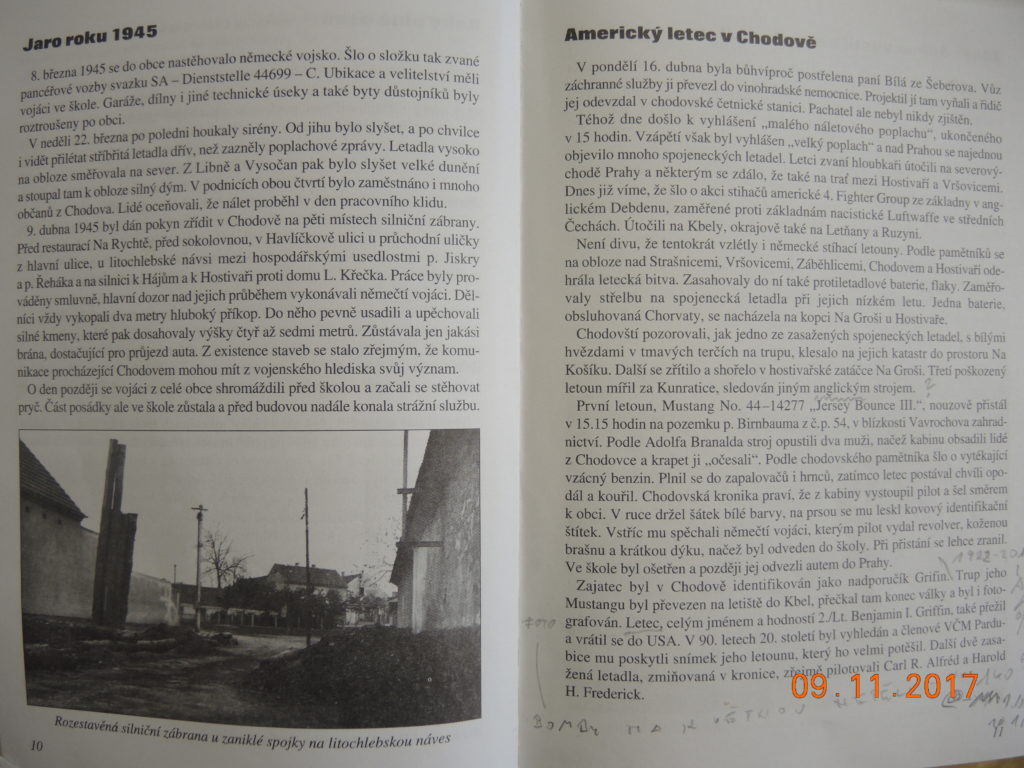 Jaro roku 1945
8. března 1945 se do obce nastěhovalo německé vojsko. Šlo o složku tak zvané
pancéřové vozby svazku SA – Dienststelle 44699 – C. Ubikace a velitelství měli
vojáci ve škole. Garáže, dílny i jiné technické úseky a také byty důstojníků byly
roztroušeny po obci.
V neděli 22. března po poledni houkaly sirény. Od jihu bylo slyšet, a po chvilce
i vidět přilétat stříbřitá letadla dřív, než zazněly poplachové zprávy. Letadla vysoko
na obloze směřovala na sever. Z Libně a Vysočan pak bylo slyšet velké dunění
a stoupal tam k obloze silný dým. V podnicích obou čtvrtí bylo zaměstnáno i mnoho
občanů z Chodova. Lidé oceňovali, že nálet proběhl v den pracovního klidu.
9. dubna 1945 byl dán pokyn zřídit v Chodově na pěti místech silniční zábrany.
Před restaurací Na Rychtě, před sokolovnou, v Havlíčkově ulici u průchodní uličky
z hlavní ulice, u litochlebské návsi mezi hospodářskými usedlostmi p. Jiskry
a p. Řeháka a na silnici k Hájům a k Hostivaři proti domu L. Křečka. Práce byly pro-
váděny smluvně, hlavní dozor nad jejich průběhem vykonávali němečtí vojáci. Děl-
níci vždy vykopali dva metry hluboký příkop. Do něho pevně usadili a upěchovali
silné kmeny, které pak dosahovaly výšky čtyř až sedmi metrů. Zůstávala jen jakási
brána, dostačující pro průjezd auta. Z existence staveb se stalo zřejmým, že komu-
nikace procházející Chodovem mohou mít z vojenského hlediska svůj význam.
O den později se vojáci z celé obce shromáždili před školou a začali se stěhovat
pryč. Část posádky ale ve škole zůstala a před budovou nadále konala strážní službu.
Rozestavěná silniční zábrana u zaniklé spojky na litochlebskou náves
10
Americký letec v Chodově
V pondělí 16. dubna byla bůhvíproč postřelena paní Bílá ze Šeberova. Vůz
záchranné služby ji převezl do vinohradské nemocnice. Projektil jí tam vyňali a řidič
jej odevzdal v chodovské četnické stanici. Pachatel ale nebyl nikdy zjištěn.
Téhož dne došlo k vyhlášení „malého náletového poplachu“, ukončeného
v 15 hodin. Vzápětí však byl vyhlášen „velký poplach“ a nad Prahou se najednou
objevilo mnoho spojeneckých letadel. Letci zvaní hloubkaři útočili na severový-
chodě Prahy a některým se zdálo, že také na trať mezi Hostivaří a Vršovicemi.
Dnes již víme, že šlo o akci stihačů americké 4. Fighter Group ze základny v ang-
lickém Debdenu, zaměřené proti základnám nacistické Luftwaffe ve středních
Čechách. Útočili na Kbely, okrajově také na Letňany a Ruzyni.
Není divu, že tentokrát vzlétly i německé stíhací letouny. Podle pamětníků se
na obloze nad Strašnicemi, Vršovicemi, Záběhlicemi, Chodovem a Hostivaří ode-
hrála letecká bitva. Zasahovaly do ní také protiletadlové baterie, flaky. Zaměřo-
valy střelbu na spojenecká letadla při jejich nízkém letu. Jedna baterie,
obsluhovaná Chorvaty, se nacházela na kopci Na Groši u Hostivaře.
Chodovští pozorovali, jak jedno ze zasažených spojeneckých letadel, s bílými
hvězdami v tmavých terčích na trupu, klesalo na jejich katastr do prostoru Na
Košíku. Další se zřítilo a shořelo v hostivařské zatáčce Na Groši. Třetí poškozený
letoun mířil za Kunratice, sledován jiným anglickým strojem. ?
První letoun, Mustang No. 44–14277 „Jersey Bounce III.“, nouzově přistál
v 15.15 hodin na pozemku p. Birnbauma z č.p. 54, v blízkosti Vavrochova zahrad-
nictví. Podle Adolfa Branalda stroj opustili dva muži, načež kabinu obsadili lidé
z Chodovce a krapet ji „očesali“. Podle chodovského pamětníka šlo o vytékající
vzácný benzin. Plnil se do zapalovačů i hrnců, zatímco letec postával chvíli opo-
dál a kouřil. Chodovská kronika praví, že z kabiny vystoupil pilot a šel směrem
k obci. V ruce držel šátek bílé barvy, na prsou se mu leskl kovový identifikační
štítek. Vstříc mu spěchali němečtí vojáci, kterým pilot vydal revolver, koženou
brašnu a krátkou dýku, načež byl odveden do školy. Při přistání se lehce zranil.
Ve škole byl ošetřen a později jej odvezli autem do Prahy.
Zajatec byl v Chodově identifikován jako nadporučík Grifin. Trup jeho
Mustangu byl převezen na letiště do Kbel, přečkal tam konec války a byl i foto-
grafován. Letec, celým jménem a hodností 2./Lt. Benjamin I. Griffin, také přežil
a vrátil se do USA. V 90. letech 20. století byl vyhledán a členové VČM Pardu-
bice mu poskytli snímek jeho letounu, který ho velmi potěšil. Další dvě zasa-
žená letadla, zmiňovaná v kronice, zřejmě pilotovali Carl R. Alfréd a Harold
H. Frederick.
FOTO
BOMBY NA
09.11.2017